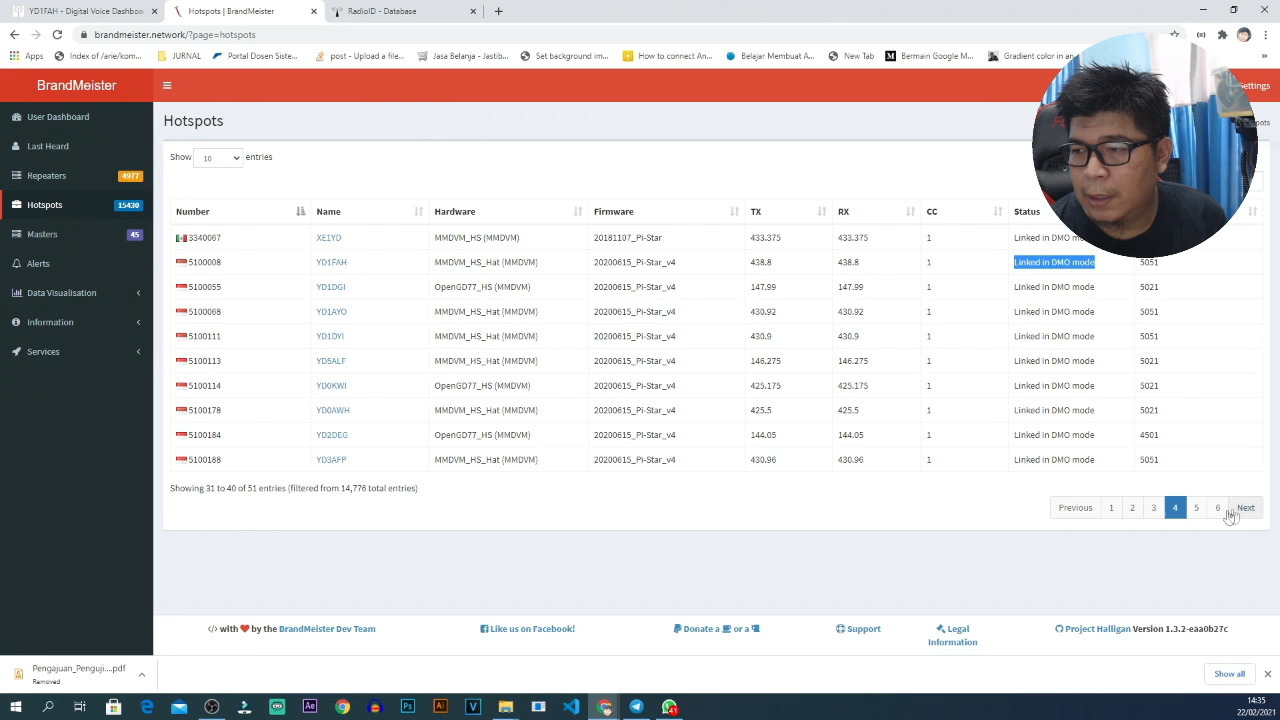 YD1FAH - Digital Voice Dashboa
Hotspots | BrandMeister
RadioID - Database
brandmeister.network/?page=hotspots
Apps
Index of /arie/kom...
JURNAL
Portal Dosen Siste...
post - Upload file/...
Jasa Belanja - Jastib...
Set background im...
How to connect An...
Belajar Membuat A...
New Tab
Bermain Google M...
Gradient color in an
BrandMeister
Settings
User Dashboard
Last Heard
Repeaters 4977
Hotspots 15430
Masters 45
Alerts
Data Visualisation
Information
Services
Hotspots
Show 10 entries
Number Name Hardware Firmware TX RX CC Status
3340067 XE1YD MMDVM_HS (MMDVM) 20181107_Pi-Star 433.375 433.375 1 Linked in DMO mo
5100008 YD1FAH MMDVM_HS_Hat (MMDVM) 20200615_Pi-Star_v4 438.8 438.8 1 Linked in DMO mode 5051
5100055 YD1DGI OpenGD77_HS (MMDVM) 20200615_Pi-Star_v4 147.99 147.99 1 Linked in DMO mode 5021
5100068 YD1AYO MMDVM_HS_Hat (MMDVM) 20200615_Pi-Star_v4 430.92 430.92 1 Linked in DMO mode 5051
5100111 YD1DYI MMDVM_HS_Hat (MMDVM) 20200615_Pi-Star_v4 430.9 430.9 1 Linked in DMO mode 5051
5100113 YD5ALF MMDVM_HS_Hat (MMDVM) 20200615_Pi-Star_v4 146.275 146.275 1 Linked in DMO mode 5021
5100114 YD0KWI OpenGD77_HS (MMDVM) 20200615_Pi-Star_v4 425.175 425.175 1 Linked in DMO mode 5021
5100178 YD0AWH MMDVM_HS_Hat (MMDVM) 20200615_Pi-Star_v4 425.5 425.5 1 Linked in DMO mode 5021
5100184 YD2DEG OpenGD77_HS (MMDVM) 20200615_Pi-Star_v4 144.05 144.05 1 Linked in DMO mode 4501
5100188 YD3AFP MMDVM_HS_Hat (MMDVM) 20200615_Pi-Star_v4 430.96 430.96 1 Linked in DMO mode 5051
Showing 31 to 40 of 51 entries (filtered from 14,776 total entries)
Previous 1 2 3 4 5 6 Next
</> with ❤ by the BrandMeister Dev Team
Like us on Facebook!
Donate a or a
Support
Legal
Information
Project Halligan Version 1.3.2-eaa0b27c
Pengajuan_Penguji....pdf
Removed
Show all
41
14:35
22/02/2021